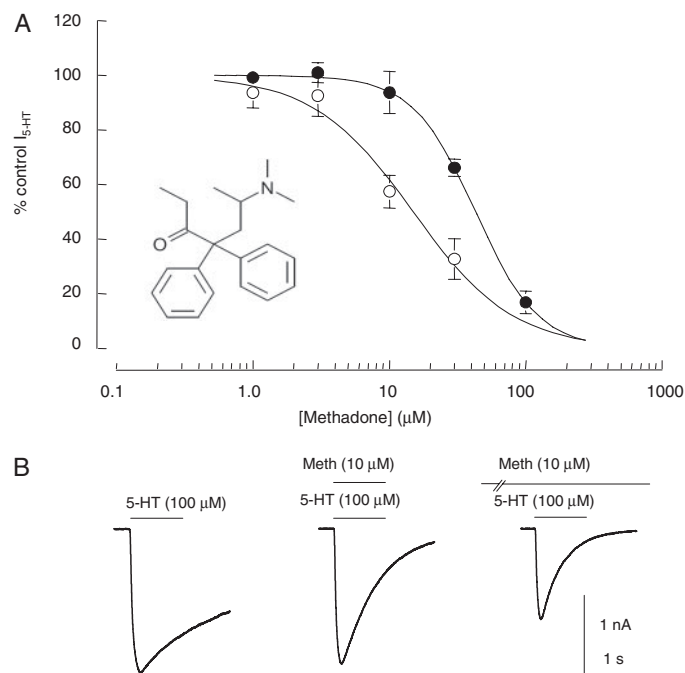 A
% control I5-HT
120
100
80
60
40
20
0
N
O
0.1
1.0
10
100
1000
[Methadone] (μM)
B
5-HT (100 μM)
Meth (10 μM)
5-HT (100 μM)
Meth (10 μM)
5-HT (100 μM)
1 nA
1 s